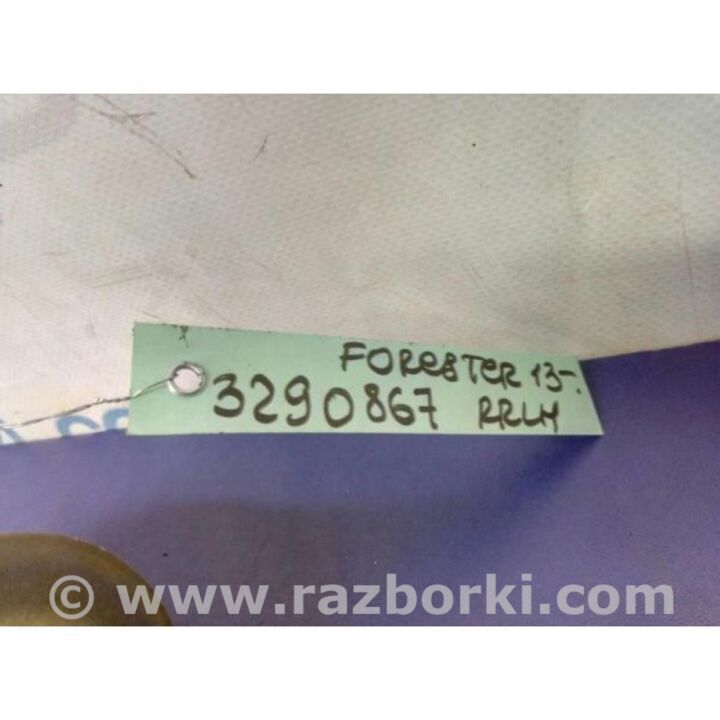 FORESTER 13-.
3290867 RRLH
© www.razborki.com